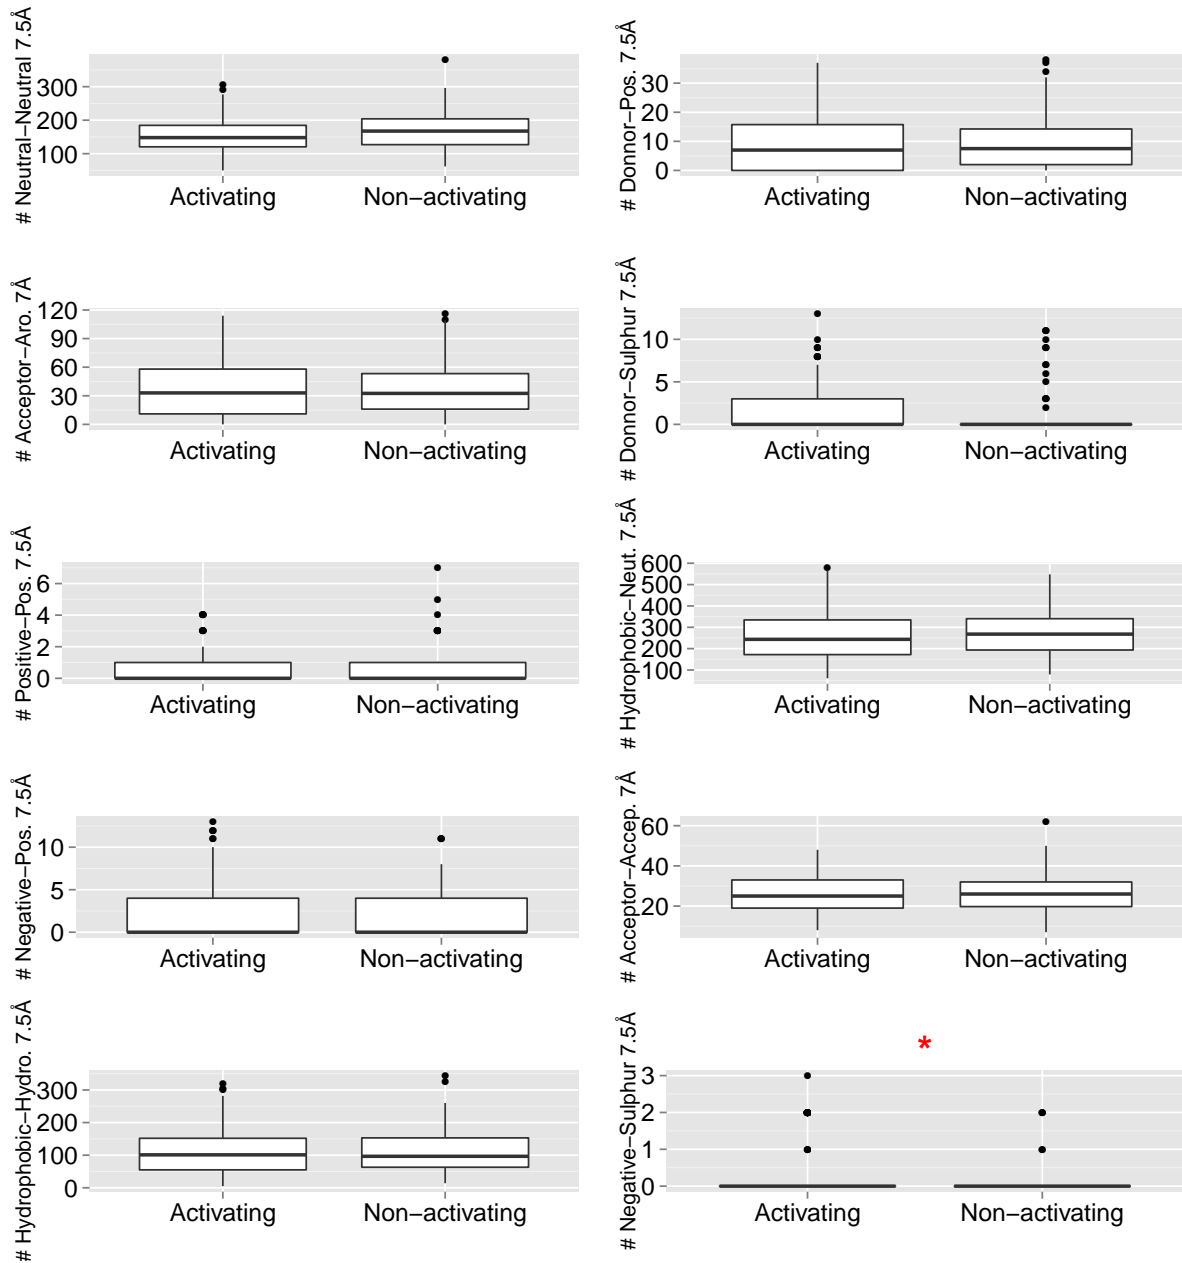 # Neutral−Neutral 7.5Å
300
200
100
Activating
Non−activating
# Donnor−Pos. 7.5Å
30
20
10
0
Activating
Non−activating
# Acceptor−Aro. 7Å
120
90
60
30
0
Activating
Non−activating
# Donnor−Sulphur 7.5Å
10
5
0
Activating
Non−activating
# Positive−Pos. 7.5Å
6
4
2
0
Activating
Non−activating
# Hydrophobic−Neut. 7.5Å
600
500
400
300
200
100
Activating
Non−activating
# Negative−Pos. 7.5Å
10
5
0
Activating
Non−activating
# Acceptor−Accep. 7Å
60
40
20
Activating
Non−activating
# Hydrophobic−Hydro. 7.5Å
300
200
100
0
Activating
Non−activating
# Negative−Sulphur 7.5Å
*
3
2
1
0
Activating
Non−activating